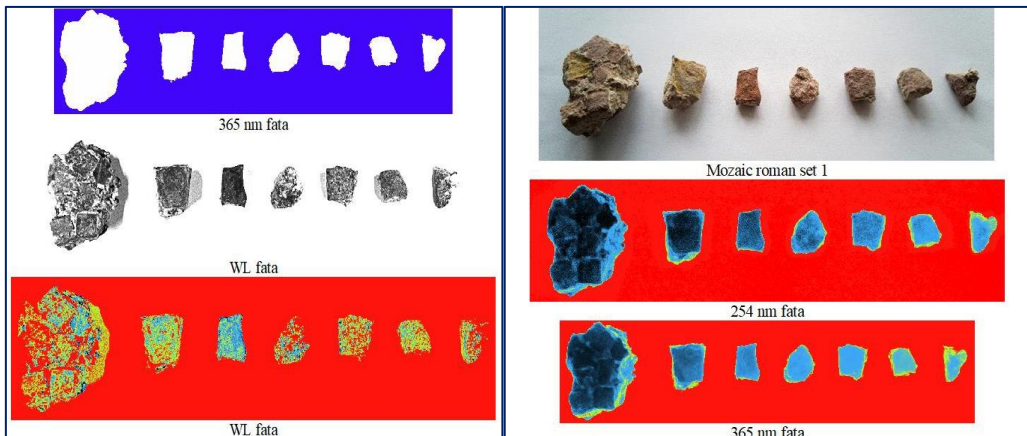 365 nm fata
WL fata
WL fata
Mozaic roman set 1
254 nm fata
365 nm fata